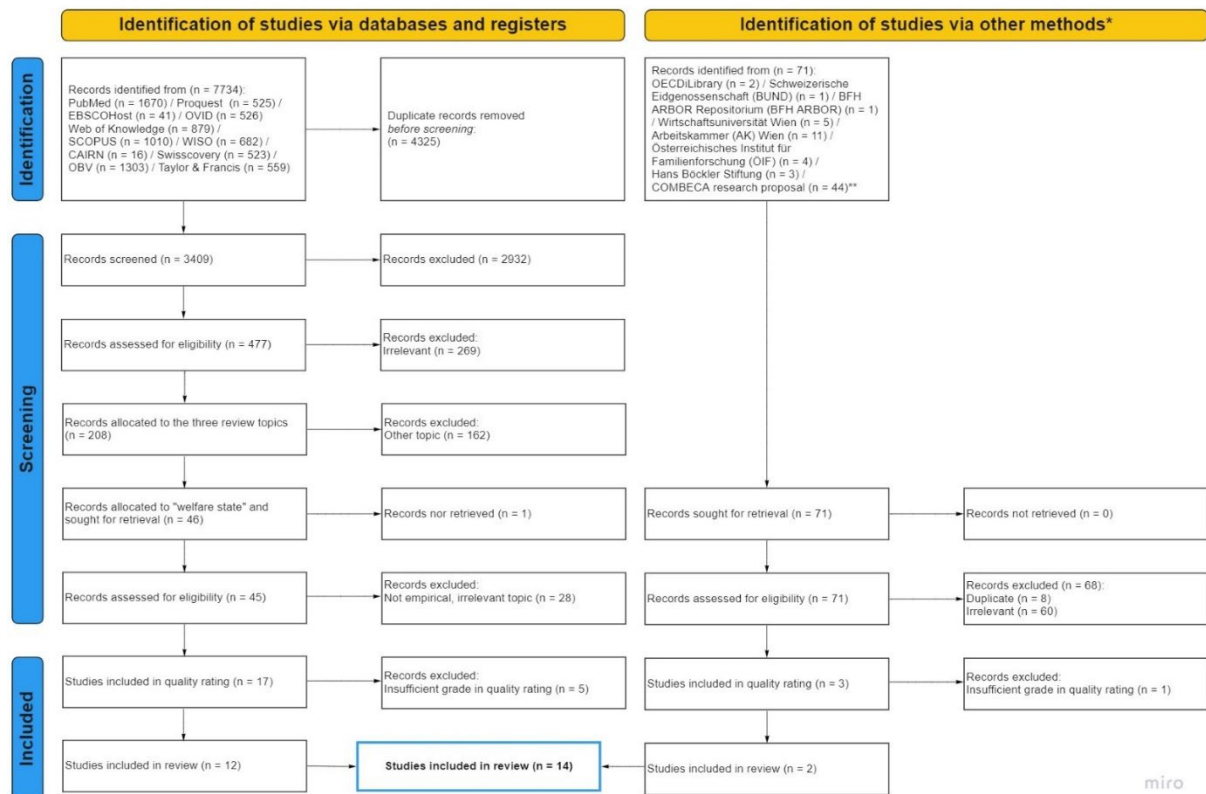 Identification of studies via databases and registers
Identification of studies via other methods*
Identification
Records identified from (n = 7734):
PubMed (n = 1670) / Proquest (n = 525) /
EBSCOHost (n = 41) / OVID (n = 526)
Web of Knowledge (n = 879) /
SCOPUS (n = 1010) / WISO (n = 682) /
CAIRN (n = 16) / Swisscovery (n = 523) /
OBV (n = 1303) / Taylor & Francis (n = 559)
Duplicate records removed
before screening:
(n = 4325)
Records identified from (n = 71):
OECDiLibrary (n = 2) / Schweizerische
Eidgenossenschaft (BUND) (n = 1) / BFH
ARBOR Repositorium (BFH ARBOR) (n = 1)
/ Wirtschaftsuniversität Wien (n = 5) /
Arbeitskammer (AK) Wien (n = 11) /
Österreichisches Institut für
Familienforschung (ÖIF) (n = 4) /
Hans Böckler Stiftung (n = 3) /
COMBECA research proposal (n = 44)**
Screening
Records screened (n = 3409)
Records excluded (n = 2932)
Records assessed for eligibility (n = 477)
Records excluded:
Irrelevant (n = 269)
Records allocated to the three review topics
(n = 208)
Records excluded:
Other topic (n = 162)
Records allocated to "welfare state" and
sought for retrieval (n = 46)
Records nor retrieved (n = 1)
Records sought for retrieval (n = 71)
Records not retrieved (n = 0)
Records assessed for eligibility (n = 45)
Records excluded:
Not empirical, irrelevant topic (n = 28)
Records assessed for eligibility (n = 71)
Records excluded (n = 68):
Duplicate (n = 8)
Irrelevant (n = 60)
Included
Studies included in quality rating (n = 17)
Records excluded:
Insufficient grade in quality rating (n = 5)
Studies included in quality rating (n = 3)
Records excluded:
Insufficient grade in quality rating (n = 1)
Studies included in review (n = 12)
Studies included in review (n = 14)
Studies included in review (n = 2)
miro